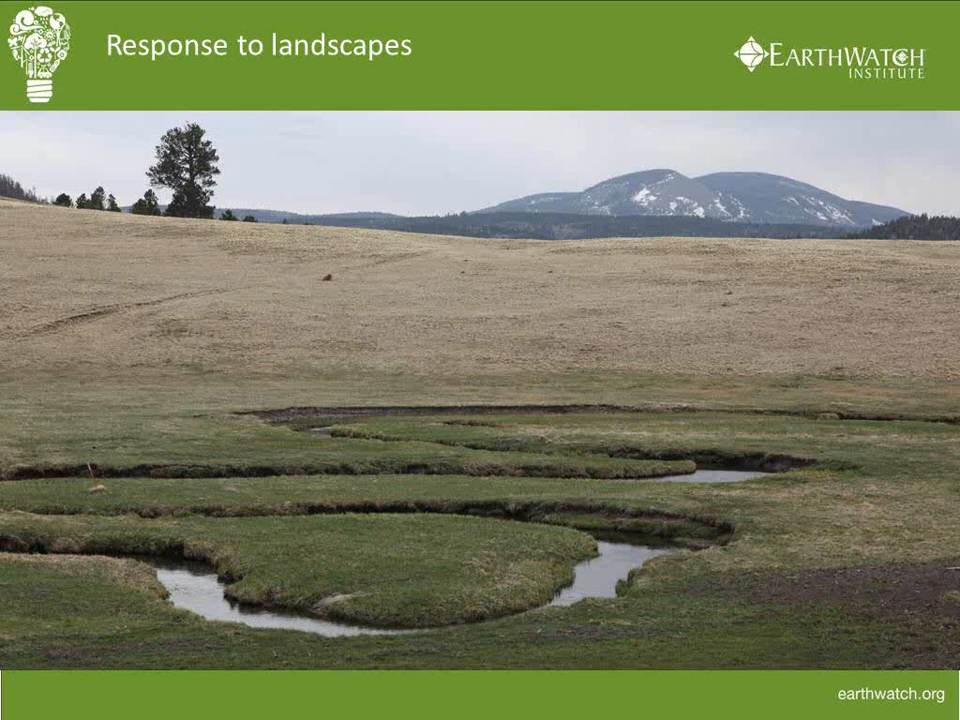 Response to landscapes
EARTHWATCH
INSTITUTE
earthwatch.org